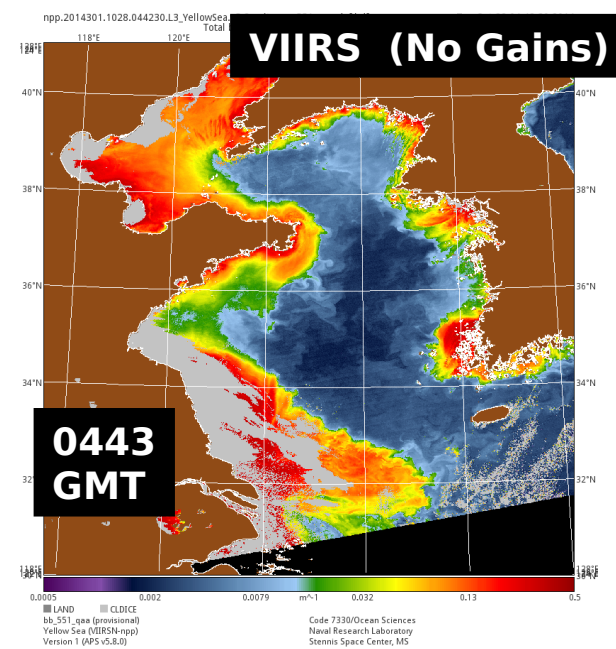 npp.2014301.1028.044230.L3_YellowSea.
Total
VIIRS (No Gains)
118°E 120°E
40°N 40°N
38°N 38°N
36°N 36°N
34°N 34°N
0443
GMT
32°N 32°N
0.0005 0.002 0.0079 m^-1 0.032 0.13 0.5
LAND CLDICE
bb_551_qaa (provisional) Code 7330/Ocean Sciences
Yellow Sea (VIIRSN-npp) Naval Research Laboratory
Version 1 (APS v5.8.0) Stennis Space Center, MS